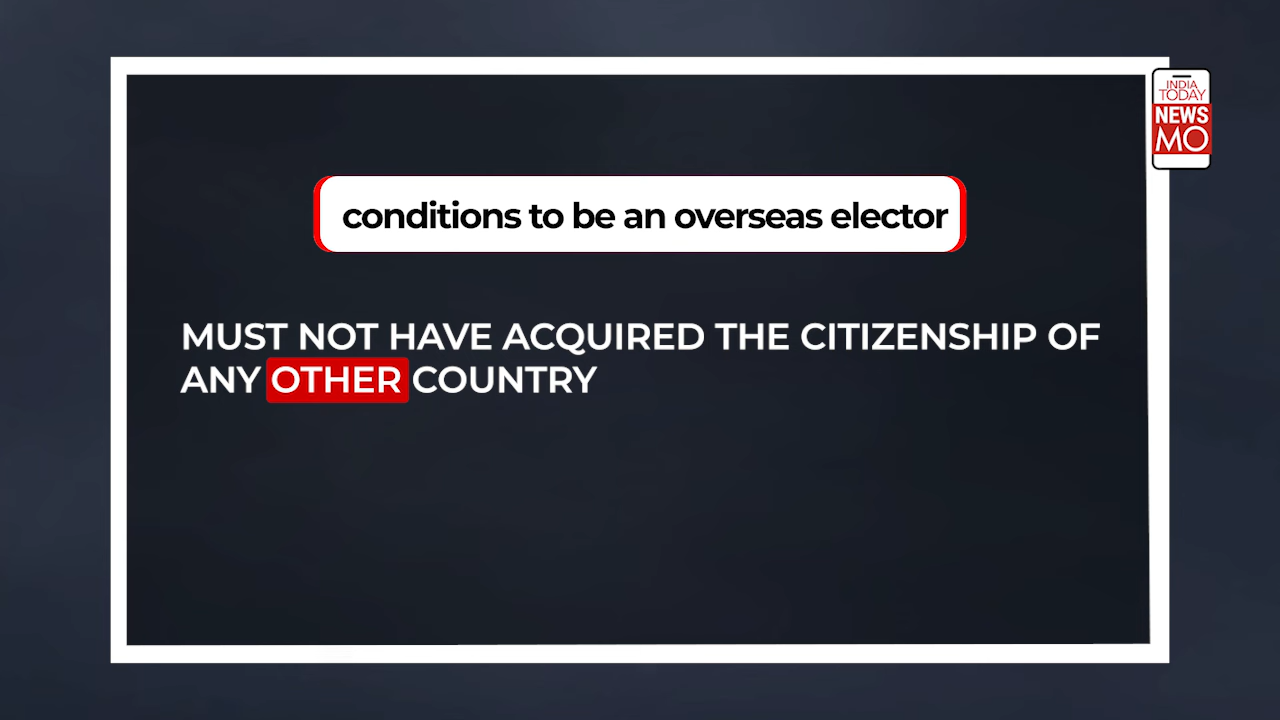 INDIA
TODAY
NEWS
MO
conditions to be an overseas elector
MUST NOT HAVE ACQUIRED THE CITIZENSHIP OF
ANY OTHER COUNTRY